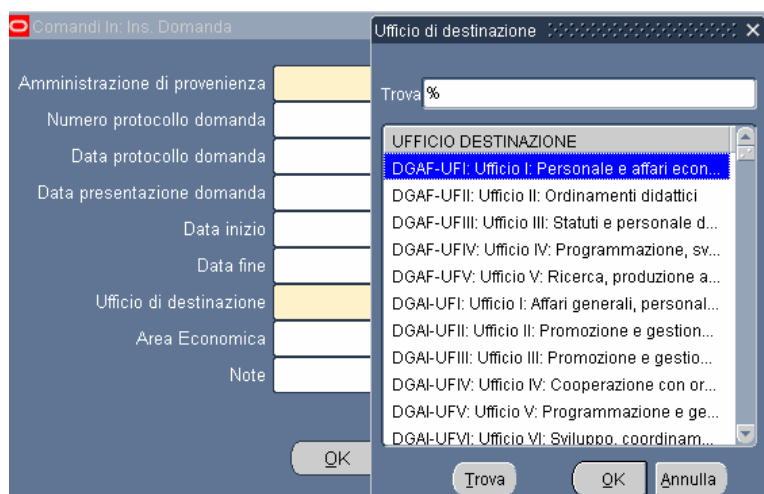 Comandi In: Ins. Domanda
Amministrazione di provenienza
Numero protocollo domanda
Data protocollo domanda
Data presentazione domanda
Data inizio
Data fine
Ufficio di destinazione
Area Economica
Note
OK
Ufficio di destinazione
Trova %
UFFICIO DESTINAZIONE
DGAF-UFI: Ufficio I: Personale e affari econ...
DGAF-UFII: Ufficio II: Ordinamenti didattici
DGAF-UFIII: Ufficio III: Statuti e personale d...
DGAF-UFIV: Ufficio IV: Programmazione, sv...
DGAF-UFV: Ufficio V: Ricerca, produzione a...
DGAI-UFI: Ufficio I: Affari generali, personal...
DGAI-UFII: Ufficio II: Promozione e gestion...
DGAI-UFIII: Ufficio III: Promozione e gestio...
DGAI-UFIV: Ufficio IV: Cooperazione con or...
DGAI-UFV: Ufficio V: Programmazione e ge...
DGAI-UFVI: Ufficio VI: Sviluppo, coordinam...
Trova OK Annulla